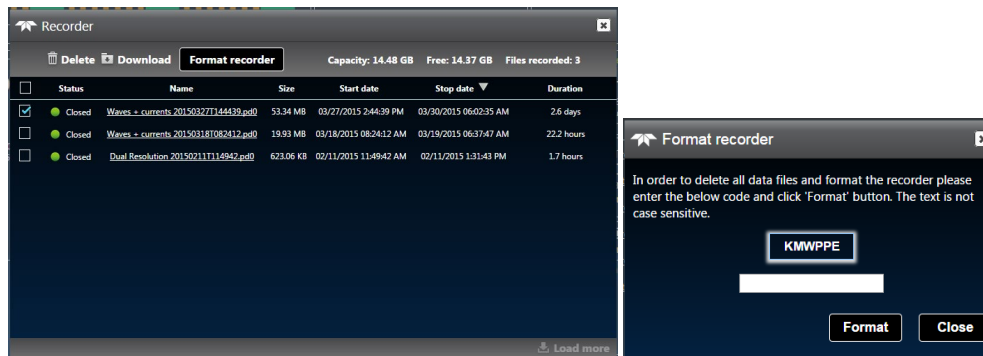 Recorder
Delete Download Format recorder Capacity: 14.48 GB Free: 14.37 GB Files recorded: 3
Status Name Size Start date Stop date Duration
Closed Waves + currents 20150327T144439.pd0 53.34 MB 03/27/2015 2:44:39 PM 03/30/2015 06:02:35 AM 2.6 days
Closed Waves + currents 20150318T082412.pd0 19.93 MB 03/18/2015 08:24:12 AM 03/19/2015 06:37:47 AM 22.2 hours
Closed Dual Resolution 20150211T114942.pd0 623.06 KB 02/11/2015 11:49:42 AM 02/11/2015 1:31:43 PM 1.7 hours
Load more
Format recorder
In order to delete all data files and format the recorder please
enter the below code and click 'Format' button. The text is not
case sensitive.
KMWPPE
Format Close